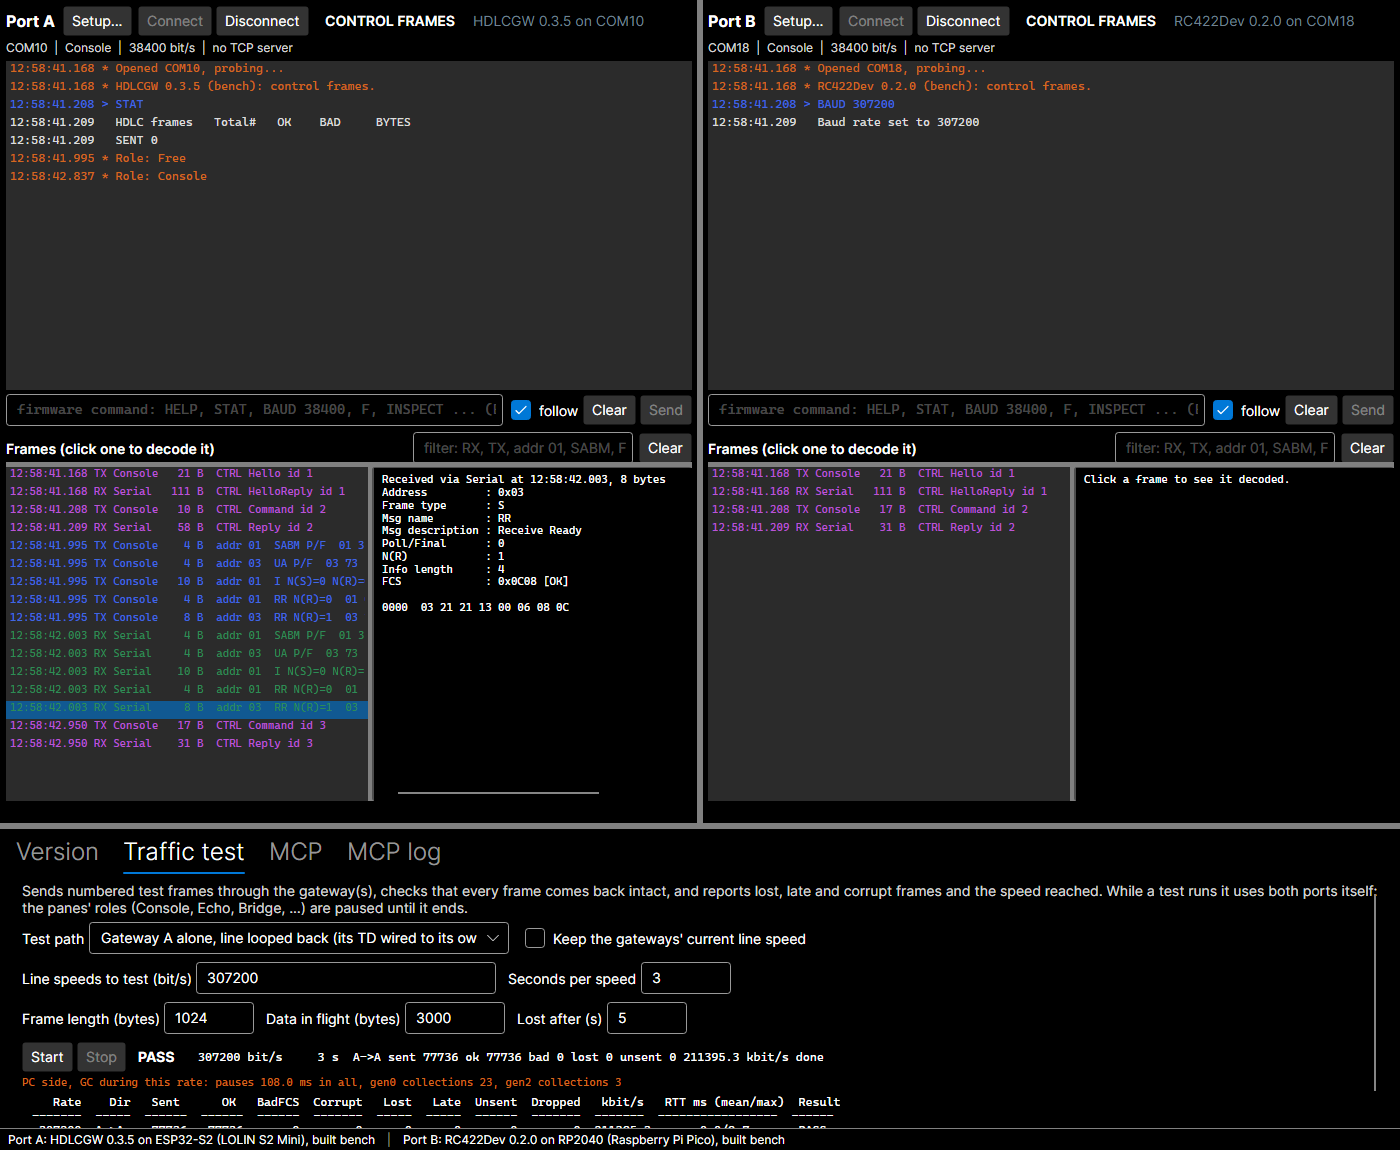 Port A Setup... Connect Disconnect CONTROL FRAMES HDLCGW 0.3.5 on COM10
COM10 | Console | 38400 bit/s | no TCP server
12:58:41.168 * Opened COM10, probing...
12:58:41.168 * HDLCGW 0.3.5 (bench): control frames.
12:58:41.208 > STAT
12:58:41.209 HDLC frames Total# OK BAD BYTES
12:58:41.209 SENT 0
12:58:41.995 * Role: Free
12:58:42.837 * Role: Console
firmware command: HELP, STAT, BAUD 38400, F, INSPECT ... (
follow Clear Send
Frames (click one to decode it) filter: RX, TX, addr 01, SABM, F Clear
12:58:41.168 TX Console 21 B CTRL Hello id 1
12:58:41.168 RX Serial 111 B CTRL HelloReply id 1
12:58:41.208 TX Console 10 B CTRL Command id 2
12:58:41.209 RX Serial 58 B CTRL Reply id 2
12:58:41.995 TX Console 4 B addr 01 SABM P/F 01 3
12:58:41.995 TX Console 4 B addr 03 UA P/F 03 73
12:58:41.995 TX Console 10 B addr 01 I N(S)=0 N(R)=
12:58:41.995 TX Console 4 B addr 01 RR N(R)=0 01
12:58:41.995 TX Console 8 B addr 03 RR N(R)=1 03
12:58:42.003 RX Serial 4 B addr 01 SABM P/F 01 3
12:58:42.003 RX Serial 4 B addr 03 UA P/F 03 73
12:58:42.003 RX Serial 10 B addr 01 I N(S)=0 N(R)=
12:58:42.003 RX Serial 4 B addr 01 RR N(R)=0 01
12:58:42.003 RX Serial 8 B addr 03 RR N(R)=1 03
12:58:42.950 TX Console 17 B CTRL Command id 3
12:58:42.950 RX Serial 31 B CTRL Reply id 3
Received via Serial at 12:58:42.003, 8 bytes
Address : 0x03
Frame type : S
Msg name : RR
Msg description : Receive Ready
Poll/Final : 0
N(R) : 1
Info length : 4
FCS : 0x0C08 [OK]
0000 03 21 21 13 00 06 08 0C
Port B Setup... Connect Disconnect CONTROL FRAMES RC422Dev 0.2.0 on COM18
COM18 | Console | 38400 bit/s | no TCP server
12:58:41.168 * Opened COM18, probing...
12:58:41.168 * RC422Dev 0.2.0 (bench): control frames.
12:58:41.208 > BAUD 307200
12:58:41.209 Baud rate set to 307200
firmware command: HELP, STAT, BAUD 38400, F, INSPECT ... (
follow Clear Send
Frames (click one to decode it) filter: RX, TX, addr 01, SABM, F Clear
12:58:41.168 TX Console 21 B CTRL Hello id 1
12:58:41.168 RX Serial 111 B CTRL HelloReply id 1
12:58:41.208 TX Console 17 B CTRL Command id 2
12:58:41.209 RX Serial 31 B CTRL Reply id 2
Click a frame to see it decoded.
Version Traffic test MCP MCP log
Sends numbered test frames through the gateway(s), checks that every frame comes back intact, and reports lost, late and corrupt frames and the speed reached. While a test runs it uses both ports itself:
the panes' roles (Console, Echo, Bridge, ...) are paused until it ends.
Test path Gateway A alone, line looped back (its TD wired to its ow Keep the gateways' current line speed
Line speeds to test (bit/s) 307200 Seconds per speed 3
Frame length (bytes) 1024 Data in flight (bytes) 3000 Lost after (s) 5
Start Stop PASS 307200 bit/s 3 s A->A sent 77736 ok 77736 bad 0 lost 0 unsent 0 211395.3 kbit/s done
PC side, GC during this rate: pauses 108.0 ms in all, gen0 collections 23, gen2 collections 3
Rate Dir Sent OK BadFCS Corrupt Lost Late Unsent Dropped kbit/s RTT ms (mean/max) Result
Port A: HDLCGW 0.3.5 on ESP32-S2 (LOLIN S2 Mini), built bench | Port B: RC422Dev 0.2.0 on RP2040 (Raspberry Pi Pico), built bench